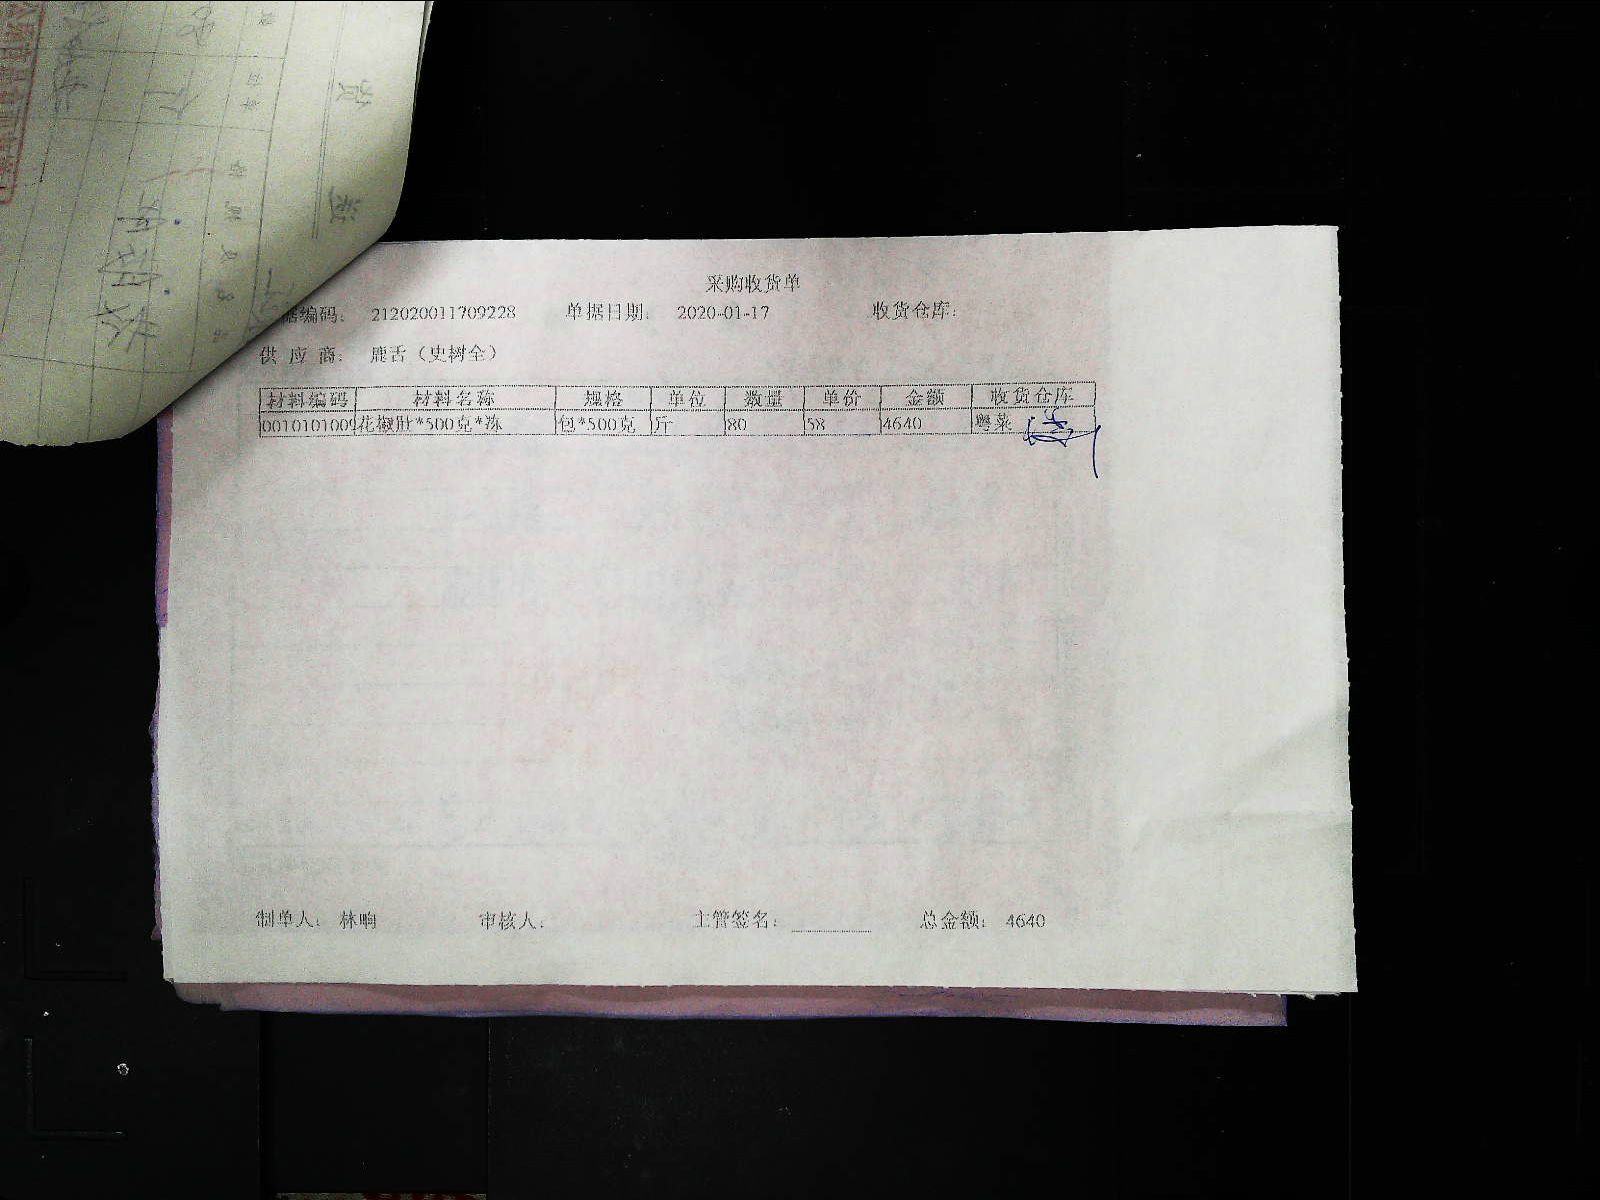 采购收货单
据编码: 212020011709228 单据日期: 2020-01-17 收货仓库:
供应商: 鹿舌（史树全）
材料编码 材料名称 规格 单位 数量 单价 金额 收货仓库
0010101009 花椒肚*500克*冻 包*500克 斤 80 58 4640 粤菜
制单人: 林晌 审核人: 主管签名: ________ 总金额: 4640